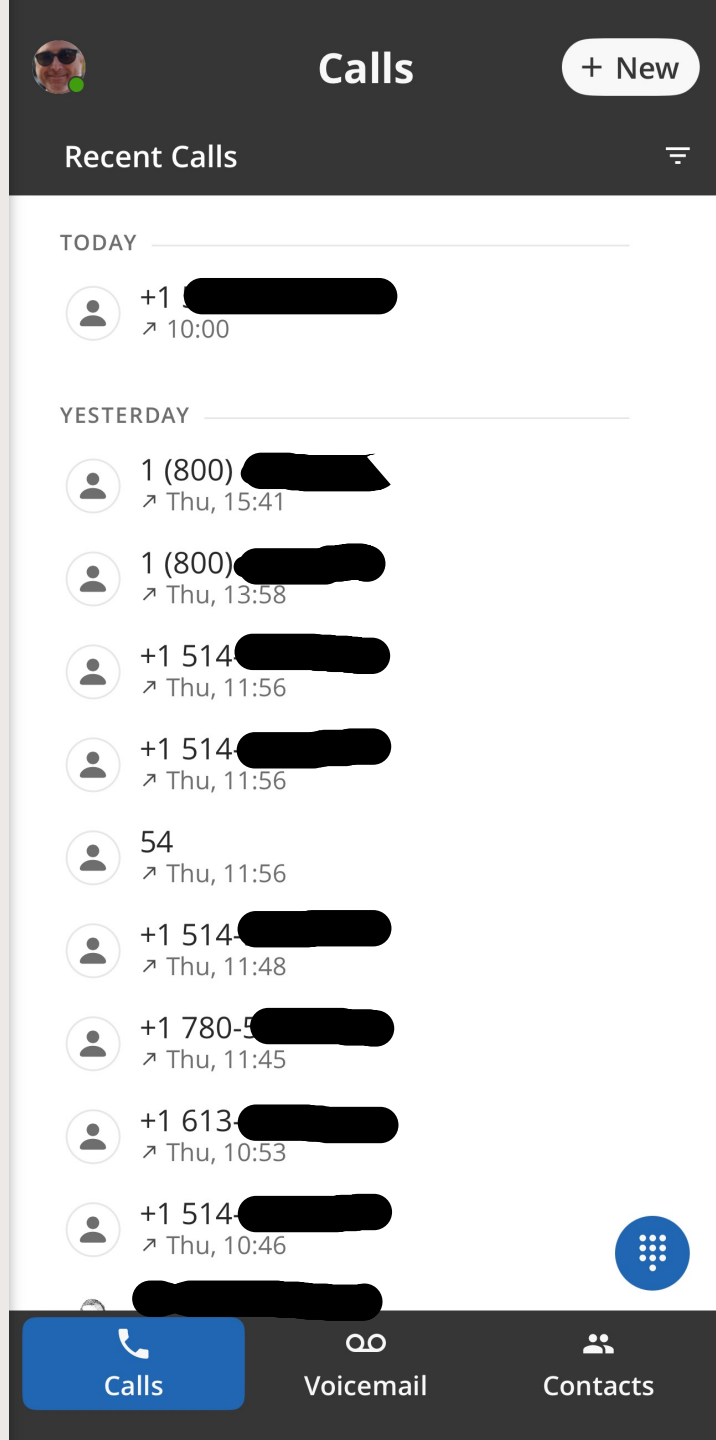 Calls
+ New
Recent Calls
TODAY
+1
10:00
YESTERDAY
1 (800)
Thu, 15:41
1 (800)
Thu, 13:58
+1 514-
Thu, 11:56
+1 514-
Thu, 11:56
54
Thu, 11:56
+1 514-
Thu, 11:48
+1 780-5
Thu, 11:45
+1 613-
Thu, 10:53
+1 514-
Thu, 10:46
Calls
Voicemail
Contacts